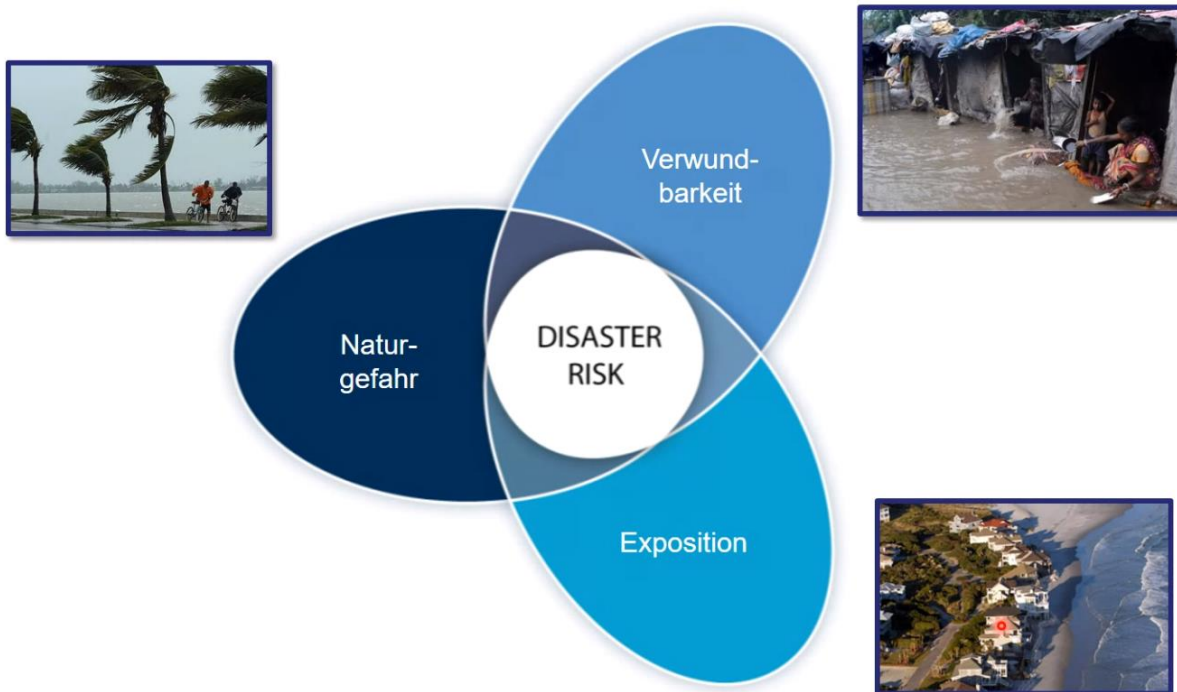 Verwund-
barkeit
Natur-
gefahr
DISASTER
RISK
Exposition